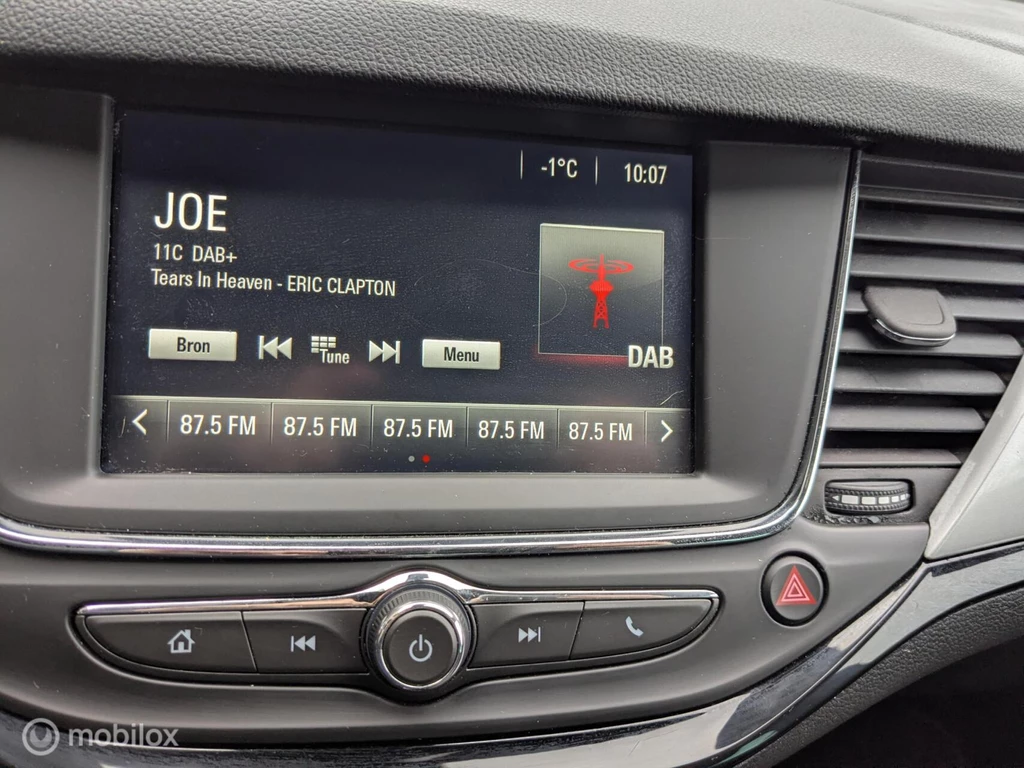 -1°C 10:07
JOE
11C DAB+
Tears In Heaven - ERIC CLAPTON
DAB
Bron Tune Menu
87.5 FM 87.5 FM 87.5 FM 87.5 FM 87.5 FM
mobilox